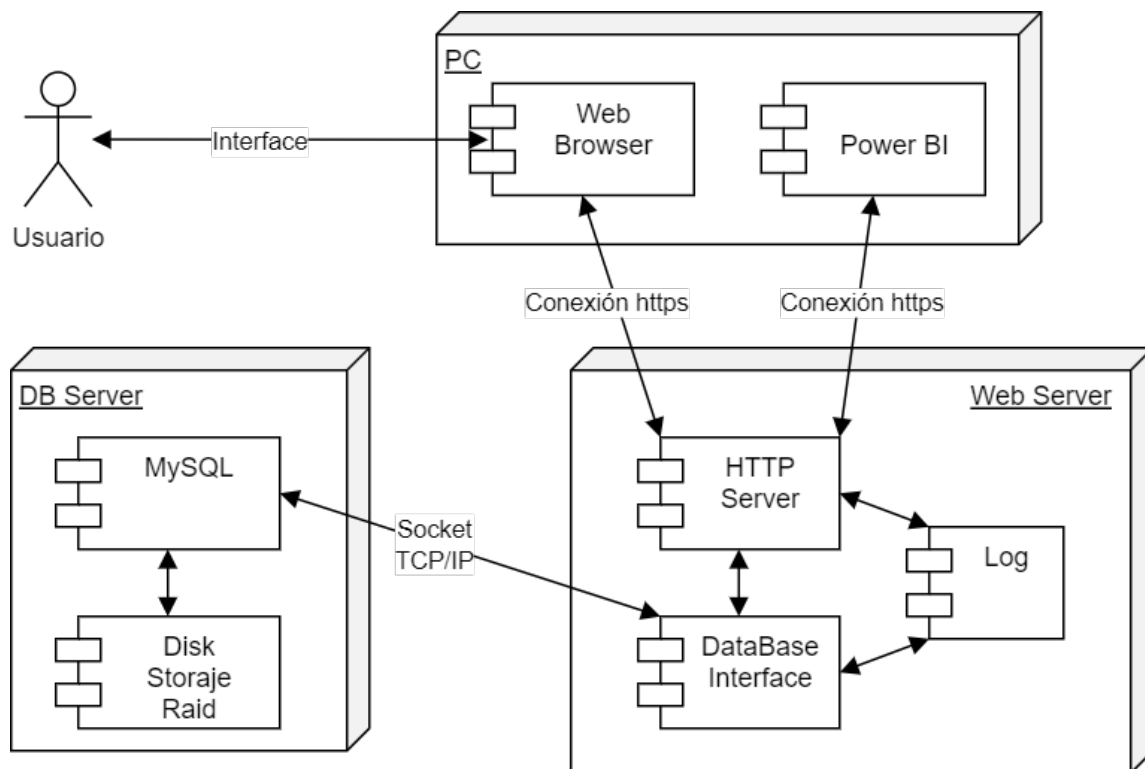 PC
Web
Browser
Power BI
Interface
Usuario
Conexión https
Conexión https
DB Server
Web Server
MySQL
HTTP
Server
Socket
TCP/IP
Log
Disk
Storaje
Raid
DataBase
Interface